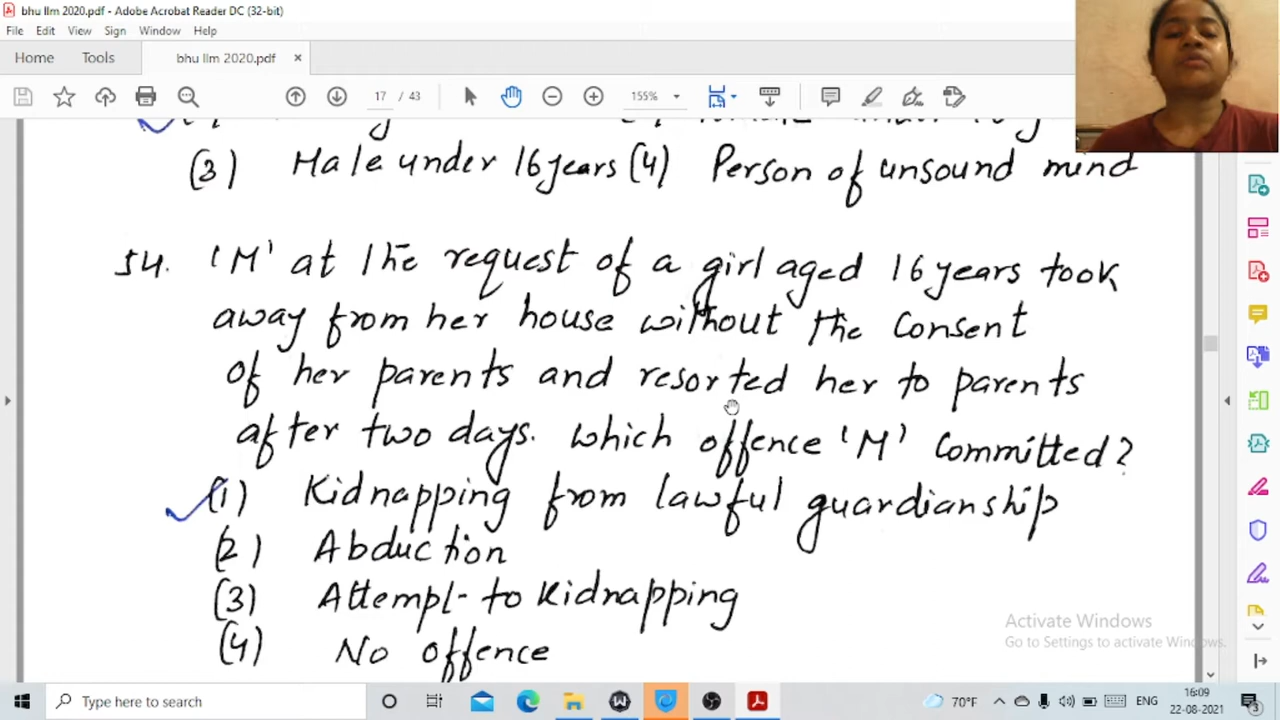 bhu llm 2020.pdf - Adobe Acrobat Reader DC (32-bit)
File Edit View Sign Window Help
Home Tools bhu llm 2020.pdf ×
17 / 43 155%
(3) Male under 16 years (4) Person of unsound mind
54. 'M' at the request of a girl aged 16 years took
away from her house without the consent
of her parents and resorted her to parents
after two days. which offence 'M' committed?
(1) Kidnapping from lawful guardianship
(2) Abduction
(3) Attempt to kidnapping
(4) No offence
Activate Windows
Go to Settings to activate Windows.
Type here to search
70°F ENG 16:09
22-08-2021
3